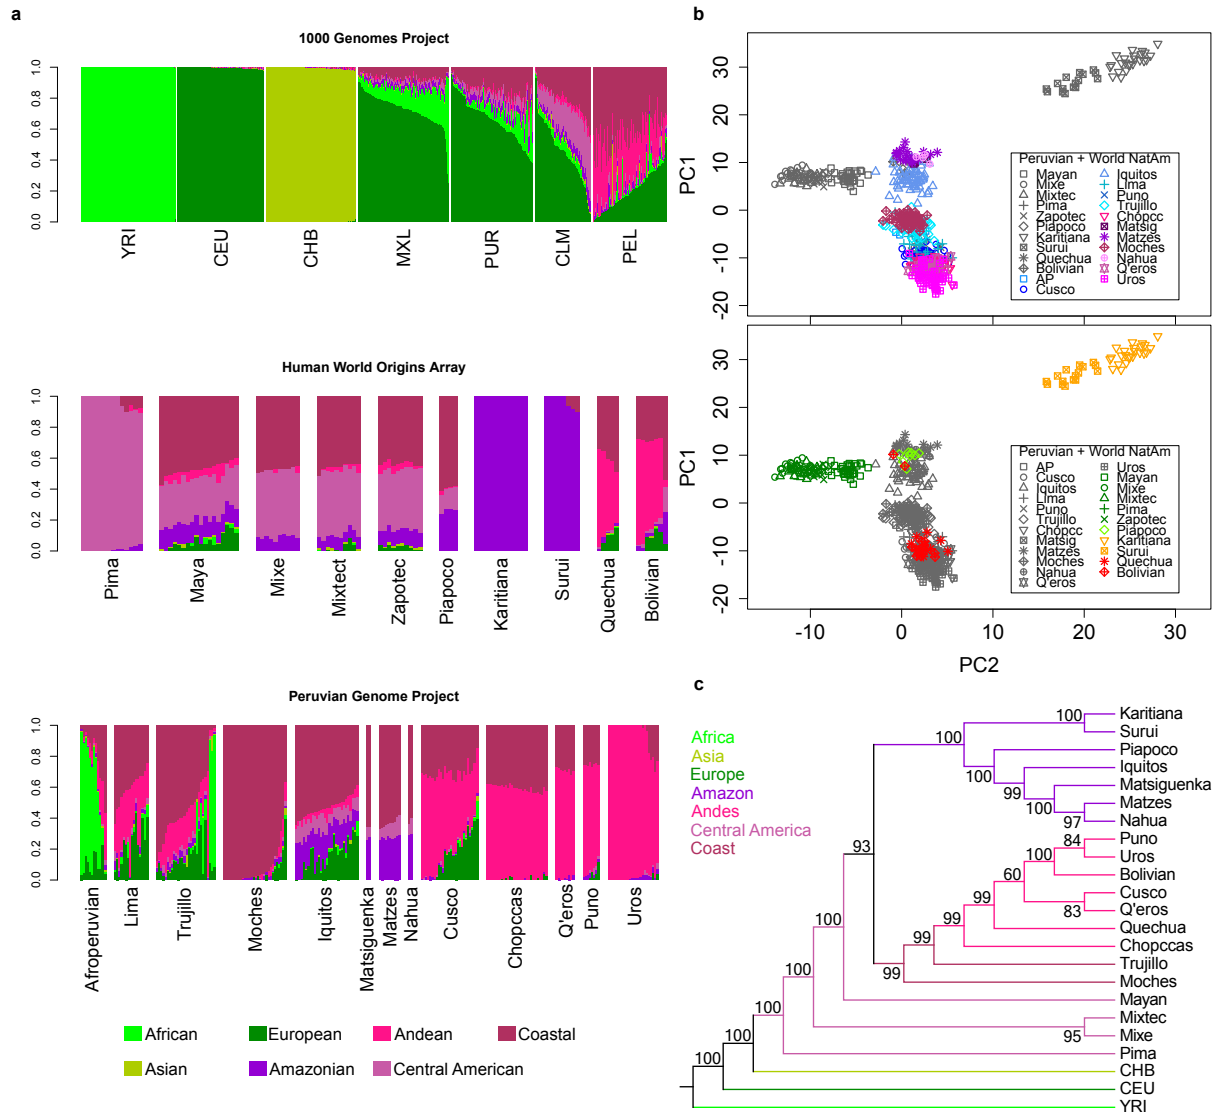 a
1000 Genomes Project
1.0
0.8
0.6
0.4
0.2
0.0
YRI
CEU
CHB
MXL
PUR
CLM
PEL
Human World Origins Array
1.0
0.8
0.6
0.4
0.2
0.0
Pima
Maya
Mixe
Mixtect
Zapotec
Piapoco
Karitiana
Surui
Quechua
Bolivian
Peruvian Genome Project
1.0
0.8
0.6
0.4
0.2
0.0
Afroperuvian
Lima
Trujillo
Moches
Iquitos
Matsiguenka
Matzes
Nahua
Cusco
Chopccas
Q'eros
Puno
Uros
African
European
Andean
Coastal
Asian
Amazonian
Central American
b
PC1
30
20
10
0
-10
-20
Peruvian + World NatAm
Mayan
Mixe
Mixtec
Pima
Zapotec
Piapoco
Karitiana
Surui
Quechua
Bolivian
AP
Cusco
Iquitos
LIma
Puno
Trujillo
Chopcc
Matsig
Matzes
Moches
Nahua
Q'eros
Uros
PC1
30
20
10
0
-10
-20
Peruvian + World NatAm
AP
Cusco
Iquitos
LIma
Puno
Trujillo
Chopcc
Matsig
Matzes
Moches
Nahua
Q'eros
Uros
Mayan
Mixe
Mixtec
Pima
Zapotec
Piapoco
Karitiana
Surui
Quechua
Bolivian
-10
0
10
20
30
PC2
c
Africa
Asia
Europe
Amazon
Andes
Central America
Coast
100
100
100
99
100
97
93
84
100
60
83
99
99
99
99
100
100
95
100
100
100
Karitiana
Surui
Piapoco
Iquitos
Matsiguenka
Matzes
Nahua
Puno
Uros
Bolivian
Cusco
Q'eros
Quechua
Chopccas
Trujillo
Moches
Mayan
Mixtec
Mixe
Pima
CHB
CEU
YRI